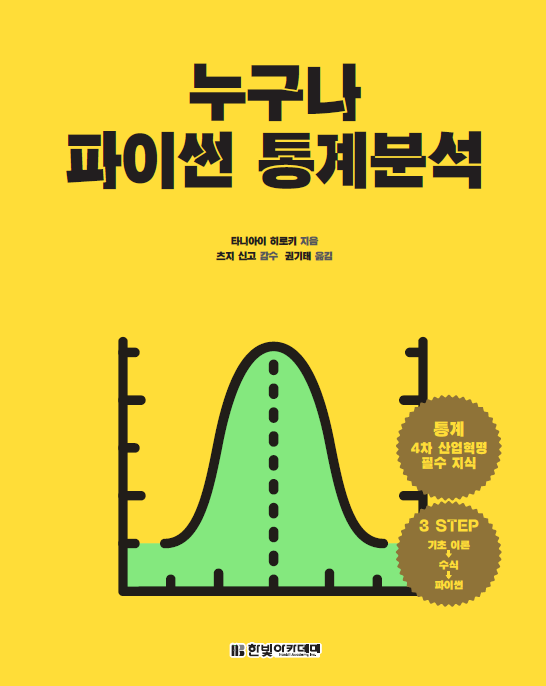 누구나
파이썬 통계분석
타니아이 히로키 지음
츠지 신고 감수 권기태 옮김
통계
4차 산업혁명
필수 지식
3 STEP
기초 이론
수식
파이썬
한빛아카데미